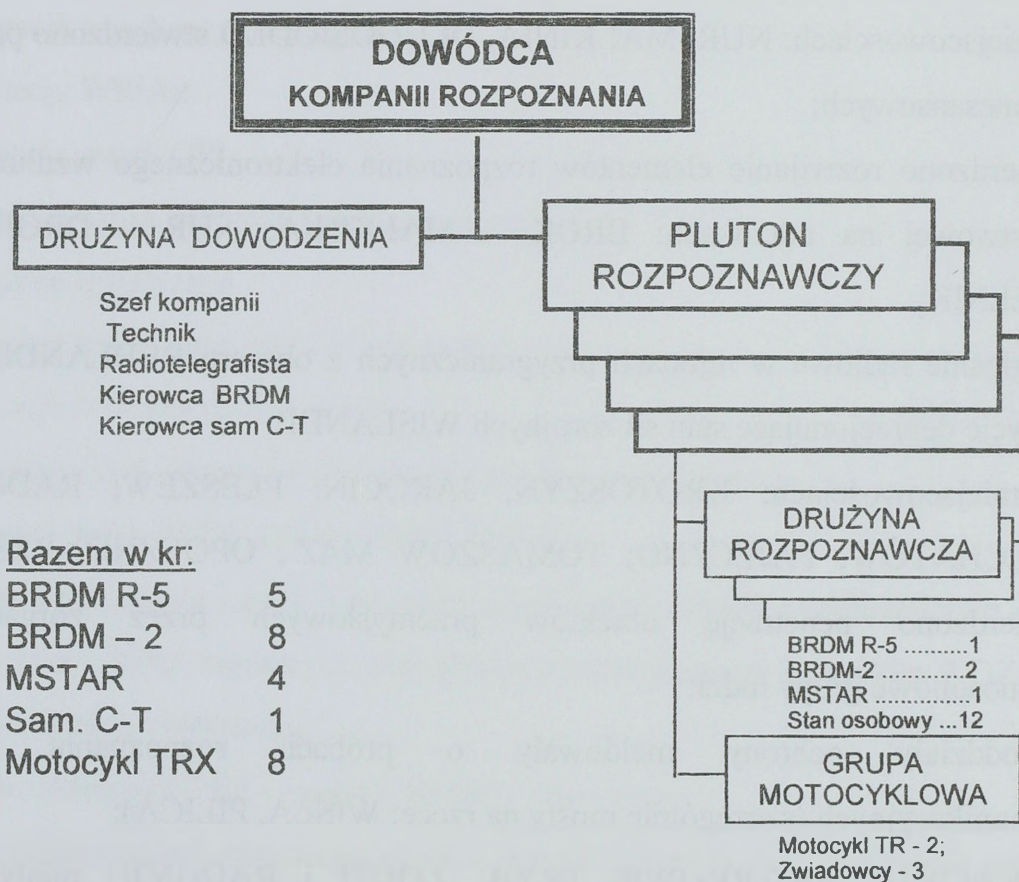 DOWÓDCA
KOMPANII ROZPOZNANIA
DRUŻYNA DOWODZENIA
Szef kompanii
Technik
Radiotelegrafista
Kierowca BRDM
Kierowca sam C-T
PLUTON
ROZPOZNAWCZY
DRUŻYNA
ROZPOZNAWCZA
BRDM R-5 ..........1
BRDM-2 ............2
MSTAR ..............1
Stan osobowy ...12
GRUPA
MOTOCYKLOWA
Motocykl TR - 2;
Zwiadowcy - 3
Razem w kr:
BRDM R-5 5
BRDM – 2 8
MSTAR 4
Sam. C-T 1
Motocykl TRX 8